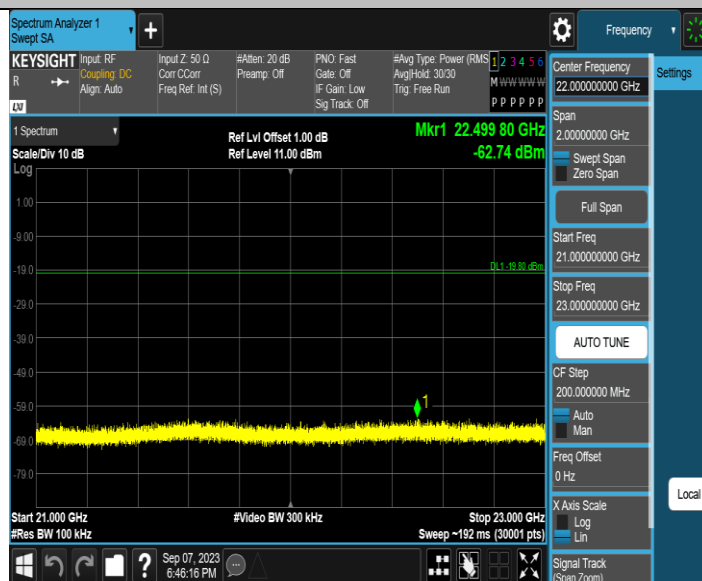 Spectrum Analyzer 1
Swept SA
+
Frequency
KEYSIGHT
Input: RF
Coupling: DC
Align: Auto
R
LXI
Input Z: 50 Ω
Corr CCorr
Freq Ref: Int (S)
#Atten: 20 dB
Preamp: Off
PNO: Fast
Gate: Off
IF Gain: Low
Sig Track: Off
#Avg Type: Power (RMS
Avg|Hold: 30/30
Trig: Free Run
1 2 3 4 5 6
M W W W W W
P P P P P P
1 Spectrum
Scale/Div 10 dB
Log
Ref Lvl Offset 1.00 dB
Ref Level 11.00 dBm
Mkr1 22.499 80 GHz
-62.74 dBm
1.00
-9.00
-19.0
DL1 -19.80 dBm
-29.0
-39.0
-49.0
-59.0
1
-69.0
-79.0
Start 21.000 GHz
#Res BW 100 kHz
#Video BW 300 kHz
Stop 23.000 GHz
Sweep ~192 ms (30001 pts)
?
Sep 07, 2023
6:46:16 PM
Center Frequency
22.000000000 GHz
Settings
Span
2.00000000 GHz
Swept Span
Zero Span
Full Span
Start Freq
21.000000000 GHz
Stop Freq
23.000000000 GHz
AUTO TUNE
CF Step
200.000000 MHz
Auto
Man
Freq Offset
0 Hz
Local
X Axis Scale
Log
Lin
Signal Track
(Span Zoom)